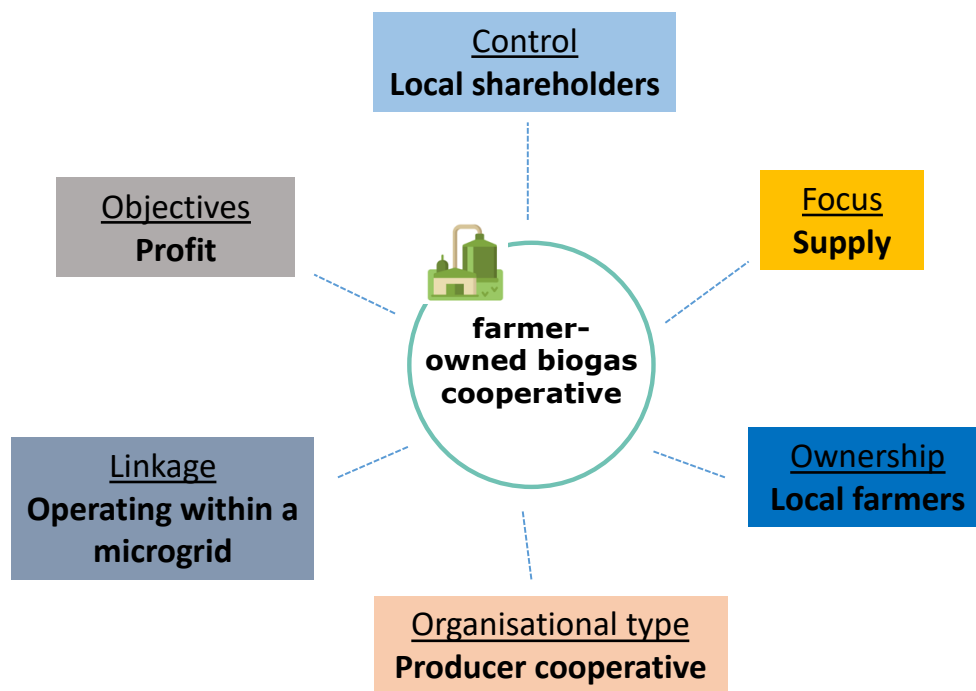 Control
Local shareholders
Objectives
Profit
Focus
Supply
farmer-
owned biogas
cooperative
Linkage
Operating within a
microgrid
Ownership
Local farmers
Organisational type
Producer cooperative